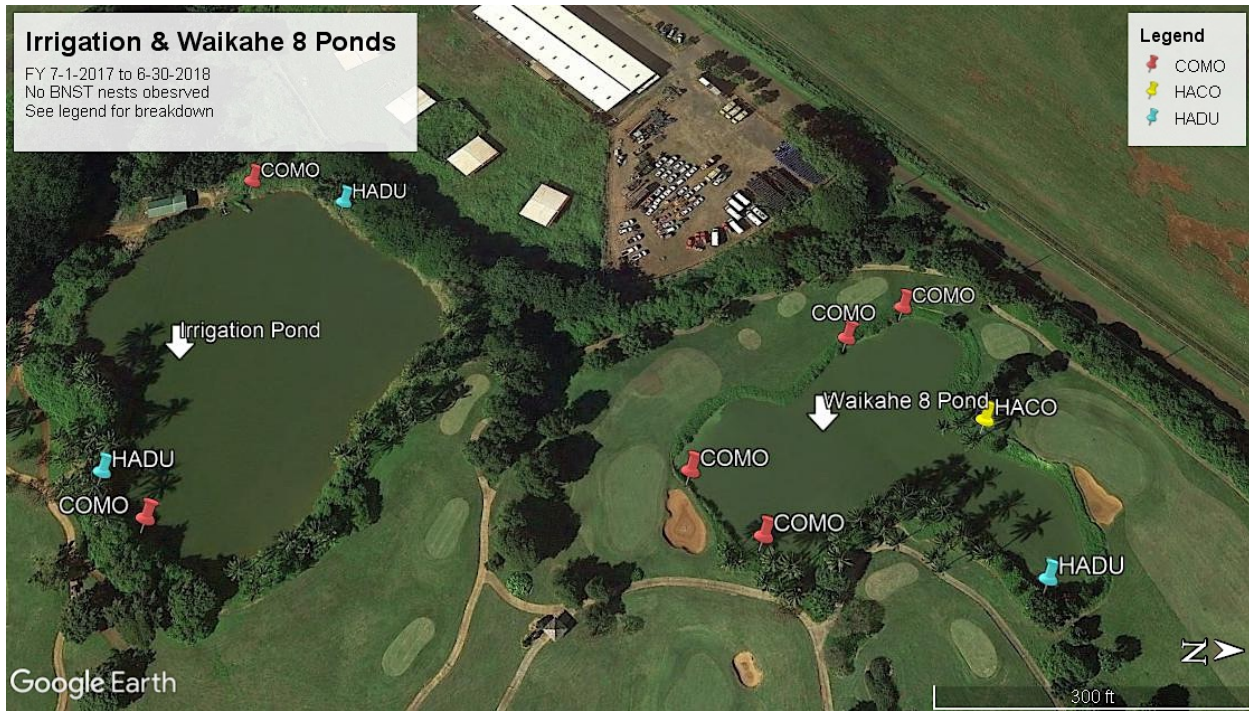 Irrigation & Waikahe 8 Ponds
FY 7-1-2017 to 6-30-2018
No BNST nests obesrved
See legend for breakdown
Legend
COMO
HACO
HADU
COMO
HADU
COMO
COMO
Irrigation Pond
Waikahe 8 Pond
HACO
HADU
COMO
COMO
COMO
HADU
N
Google Earth
300 ft